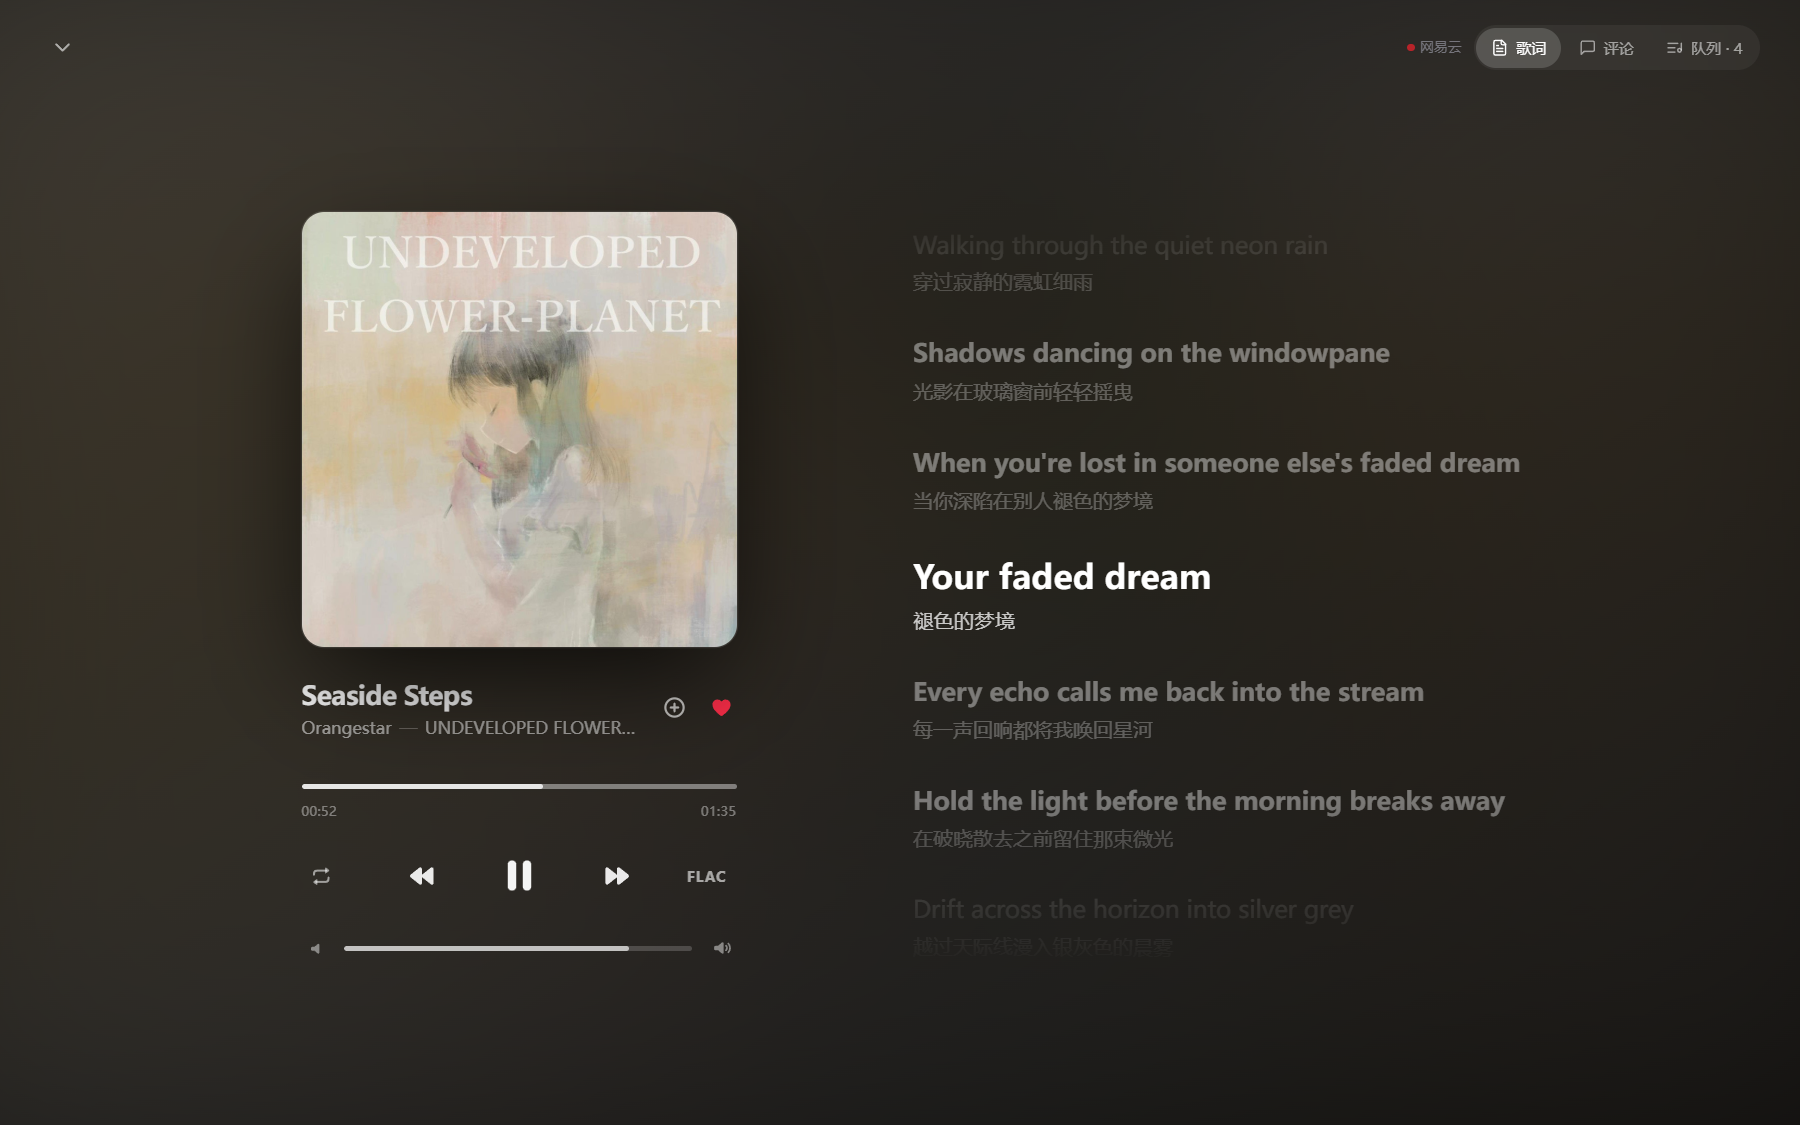 网易云
歌词
评论
队列 · 4
UNDEVELOPED
FLOWER-PLANET
Seaside Steps
Orangestar — UNDEVELOPED FLOWER...
00:52
01:35
FLAC
Walking through the quiet neon rain
穿过寂静的霓虹细雨
Shadows dancing on the windowpane
光影在玻璃窗前轻轻摇曳
When you're lost in someone else's faded dream
当你深陷在别人褪色的梦境
Your faded dream
褪色的梦境
Every echo calls me back into the stream
每一声回响都将我唤回星河
Hold the light before the morning breaks away
在破晓散去之前留住那束微光
Drift across the horizon into silver grey
越过天际线漫入银灰色的晨雾